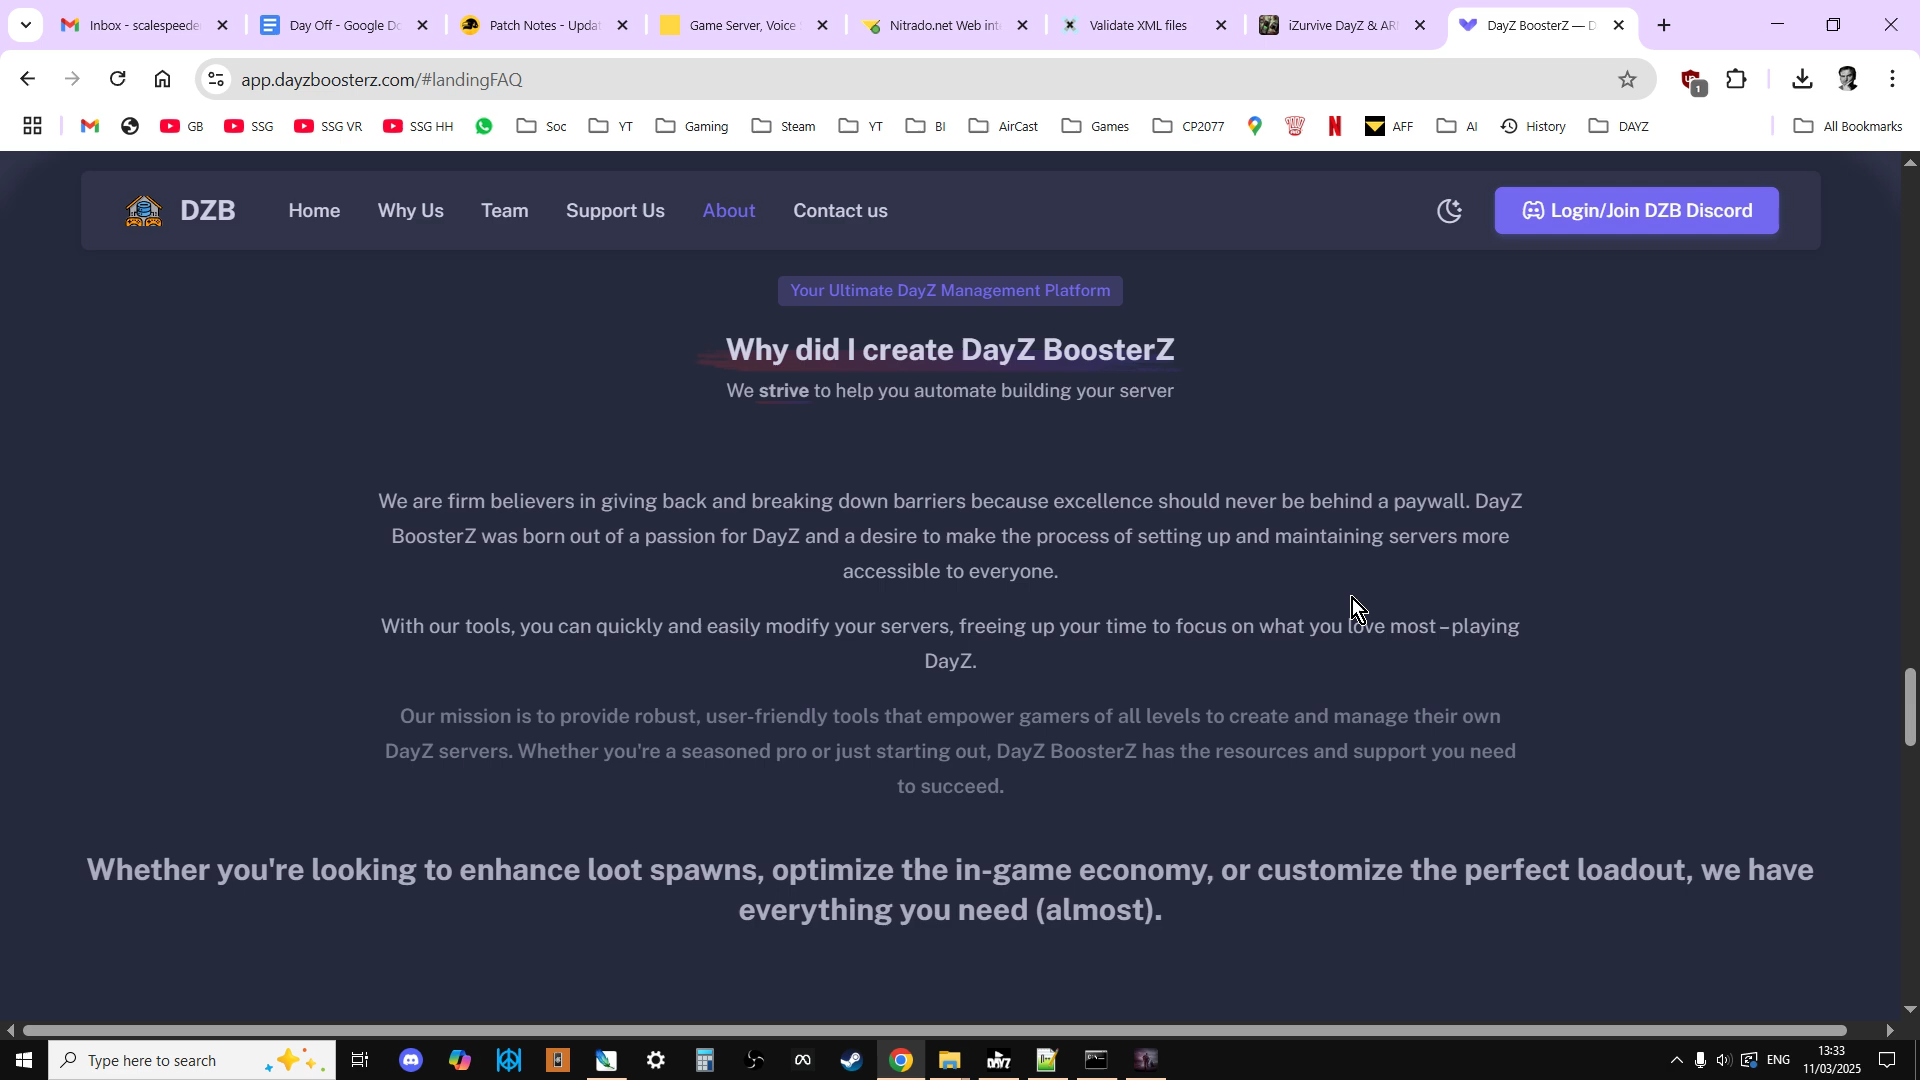 Inbox - scalespeede
Day Off - Google Do
Patch Notes - Updat
Game Server, Voice
Nitrado.net Web int
Validate XML files
iZurvive DayZ & AR
DayZ BoosterZ — D
app.dayzboosterz.com/#landingFAQ
1
GB
SSG
SSG VR
SSG HH
Soc
YT
Gaming
Steam
YT
BI
AirCast
Games
CP2077
AFF
AI
History
DAYZ
All Bookmarks
DZB
Home
Why Us
Team
Support Us
About
Contact us
Login/Join DZB Discord
Your Ultimate DayZ Management Platform
Why did I create DayZ BoosterZ
We strive to help you automate building your server
We are firm believers in giving back and breaking down barriers because excellence should never be behind a paywall. DayZ
BoosterZ was born out of a passion for DayZ and a desire to make the process of setting up and maintaining servers more
accessible to everyone.
With our tools, you can quickly and easily modify your servers, freeing up your time to focus on what you love most – playing
DayZ.
Our mission is to provide robust, user-friendly tools that empower gamers of all levels to create and manage their own
DayZ servers. Whether you're a seasoned pro or just starting out, DayZ BoosterZ has the resources and support you need
to succeed.
Whether you're looking to enhance loot spawns, optimize the in-game economy, or customize the perfect loadout, we have
everything you need (almost).
Type here to search
DAYZ
ENG
13:33
11/03/2025